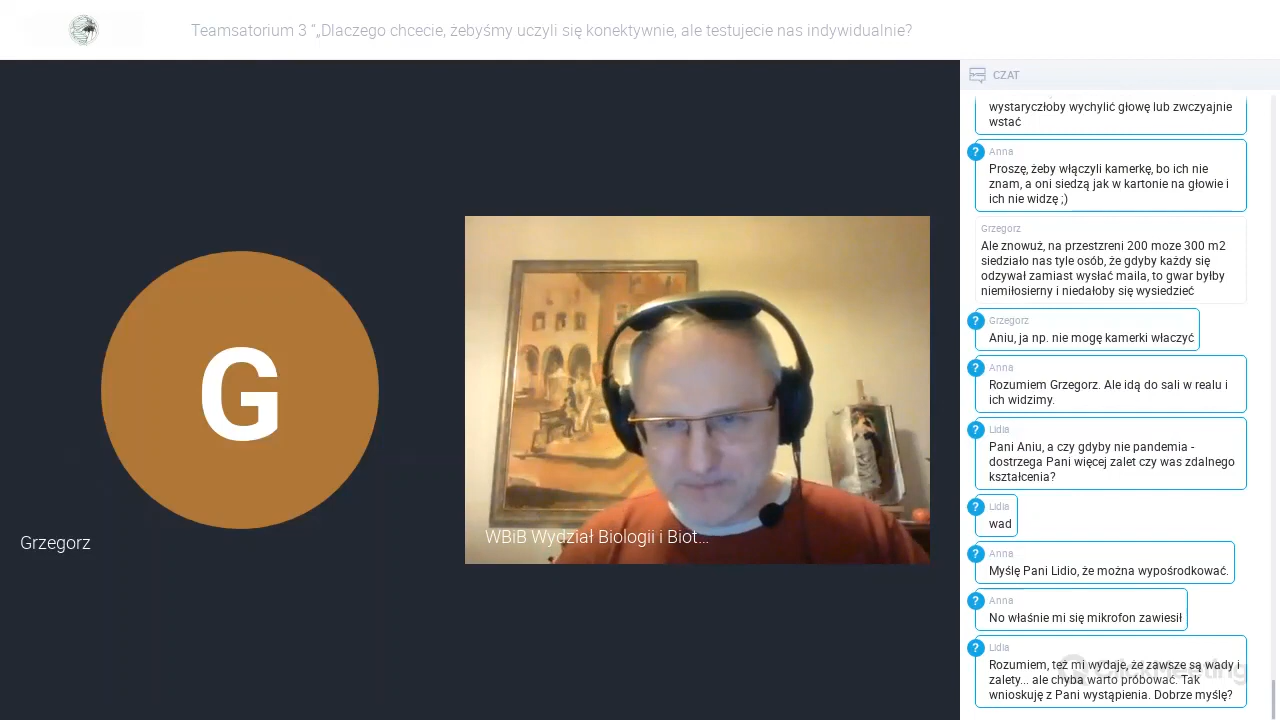 Teamsatorium 3 “„Dlaczego chcecie, żebyśmy uczyli się konektywnie, ale testujecie nas indywidualnie?
G
Grzegorz
WBiB Wydział Biologii i Biot...
CZAT
wystaryczłoby wychylić głowę lub zwczyajnie
wstać
?
Anna
Proszę, żeby włączyli kamerkę, bo ich nie
znam, a oni siedzą jak w kartonie na głowie i
ich nie widzę ;)
Grzegorz
Ale znowuż, na przestzreni 200 moze 300 m2
siedziało nas tyle osób, że gdyby każdy się
odzywał zamiast wysłać maila, to gwar byłby
niemiłosierny i niedałoby się wysiedzieć
?
Grzegorz
Aniu, ja np. nie mogę kamerki właczyć
?
Anna
Rozumiem Grzegorz. Ale idą do sali w realu i
ich widzimy.
?
Lidia
Pani Aniu, a czy gdyby nie pandemia -
dostrzega Pani więcej zalet czy was zdalnego
kształcenia?
?
Lidia
wad
?
Anna
Myślę Pani Lidio, że można wypośrodkować.
?
Anna
No właśnie mi się mikrofon zawiesił
?
Lidia
Rozumiem, też mi wydaje, że zawsze są wady i
zalety... ale chyba warto próbować. Tak
wnioskuję z Pani wystąpienia. Dobrze myślę?